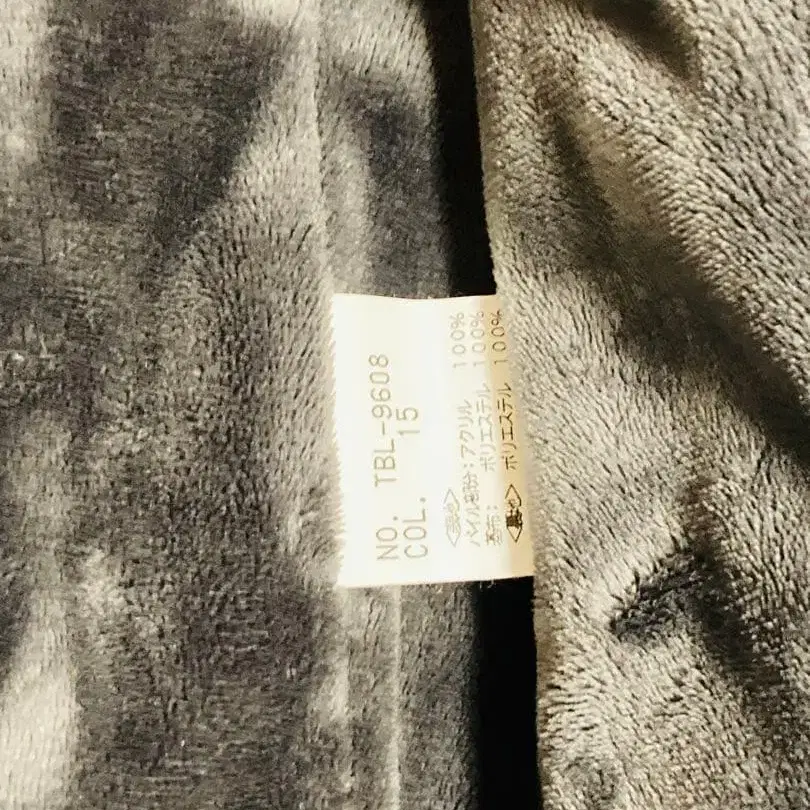 NO. TBL-9608
COL. 15
<表地>
パイル部分:アクリル 100%
基布: ポリエステル 100%
<裏地> ポリエステル 100%